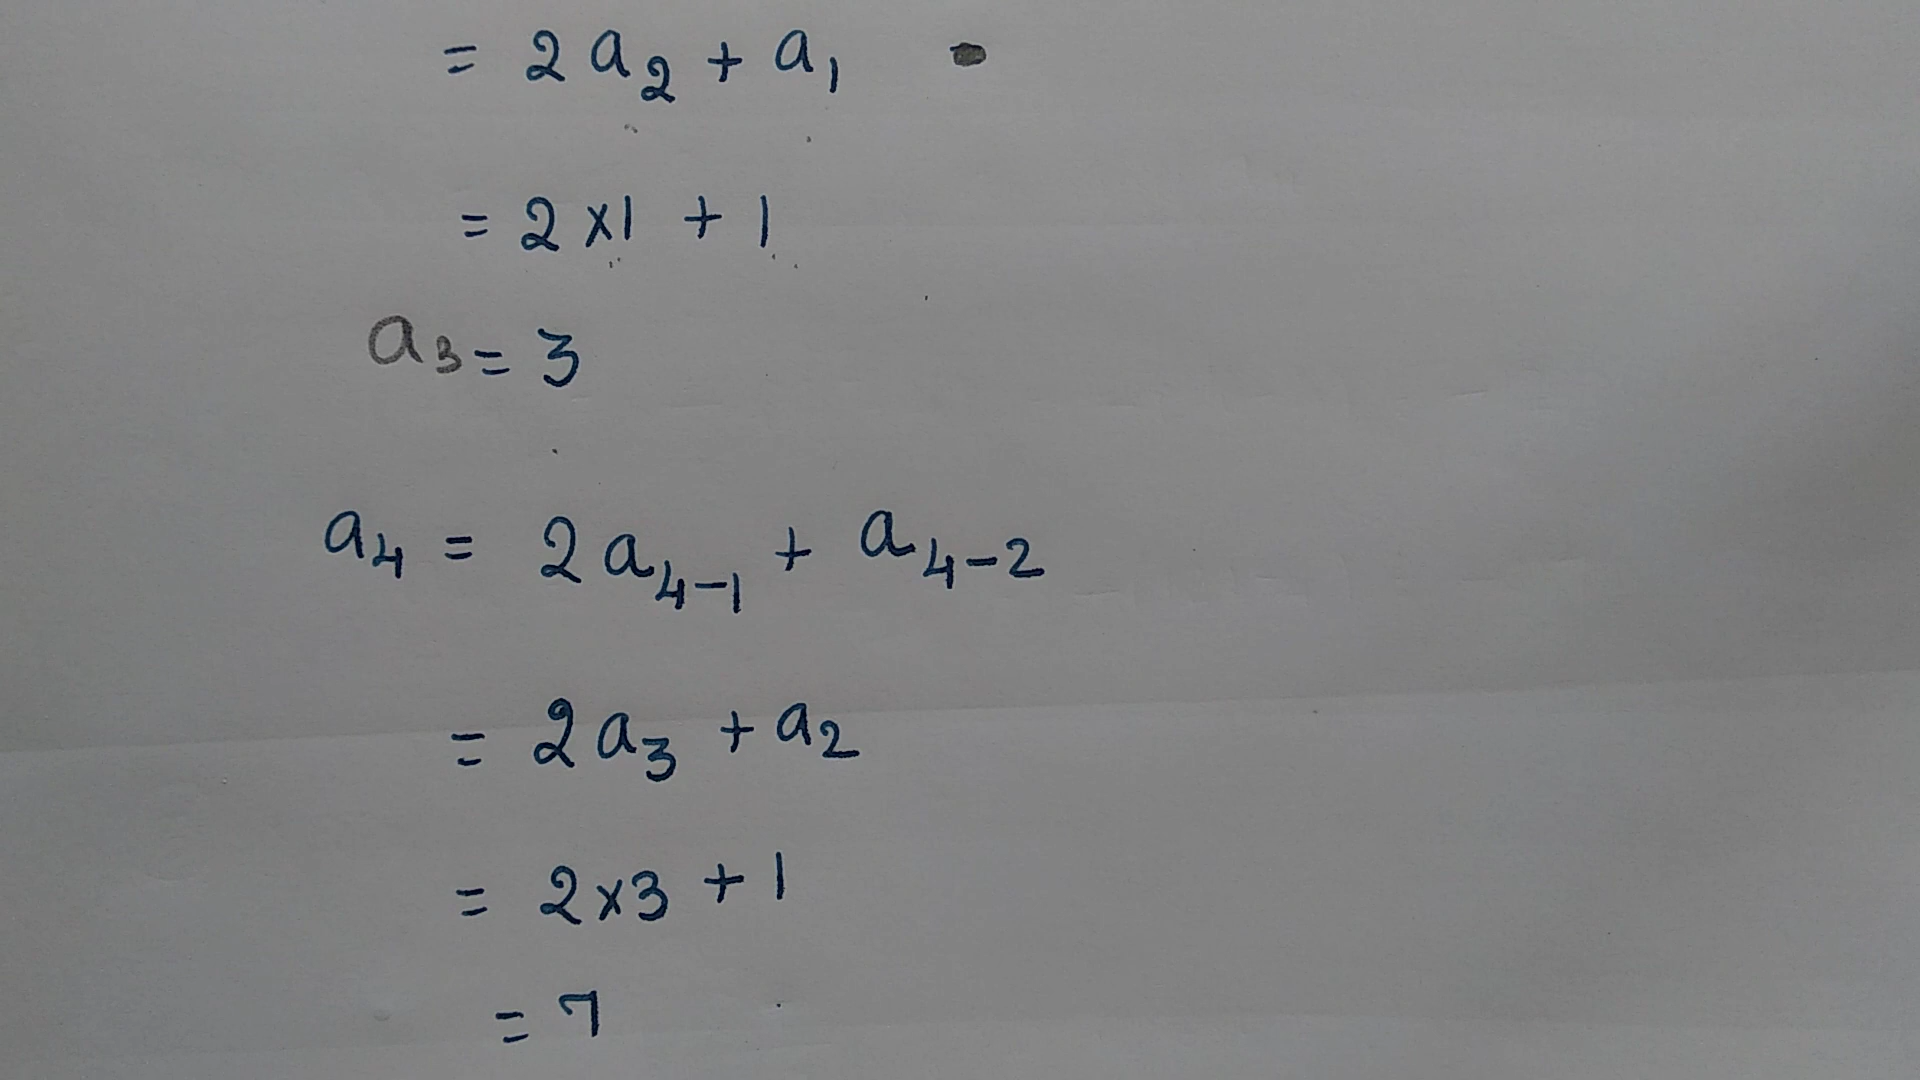 = 2a₂ + a₁
= 2×1 + 1
a₃ = 3
a₄ = 2a₄₋₁ + a₄₋₂
= 2a₃ + a₂
= 2×3 + 1
= 7